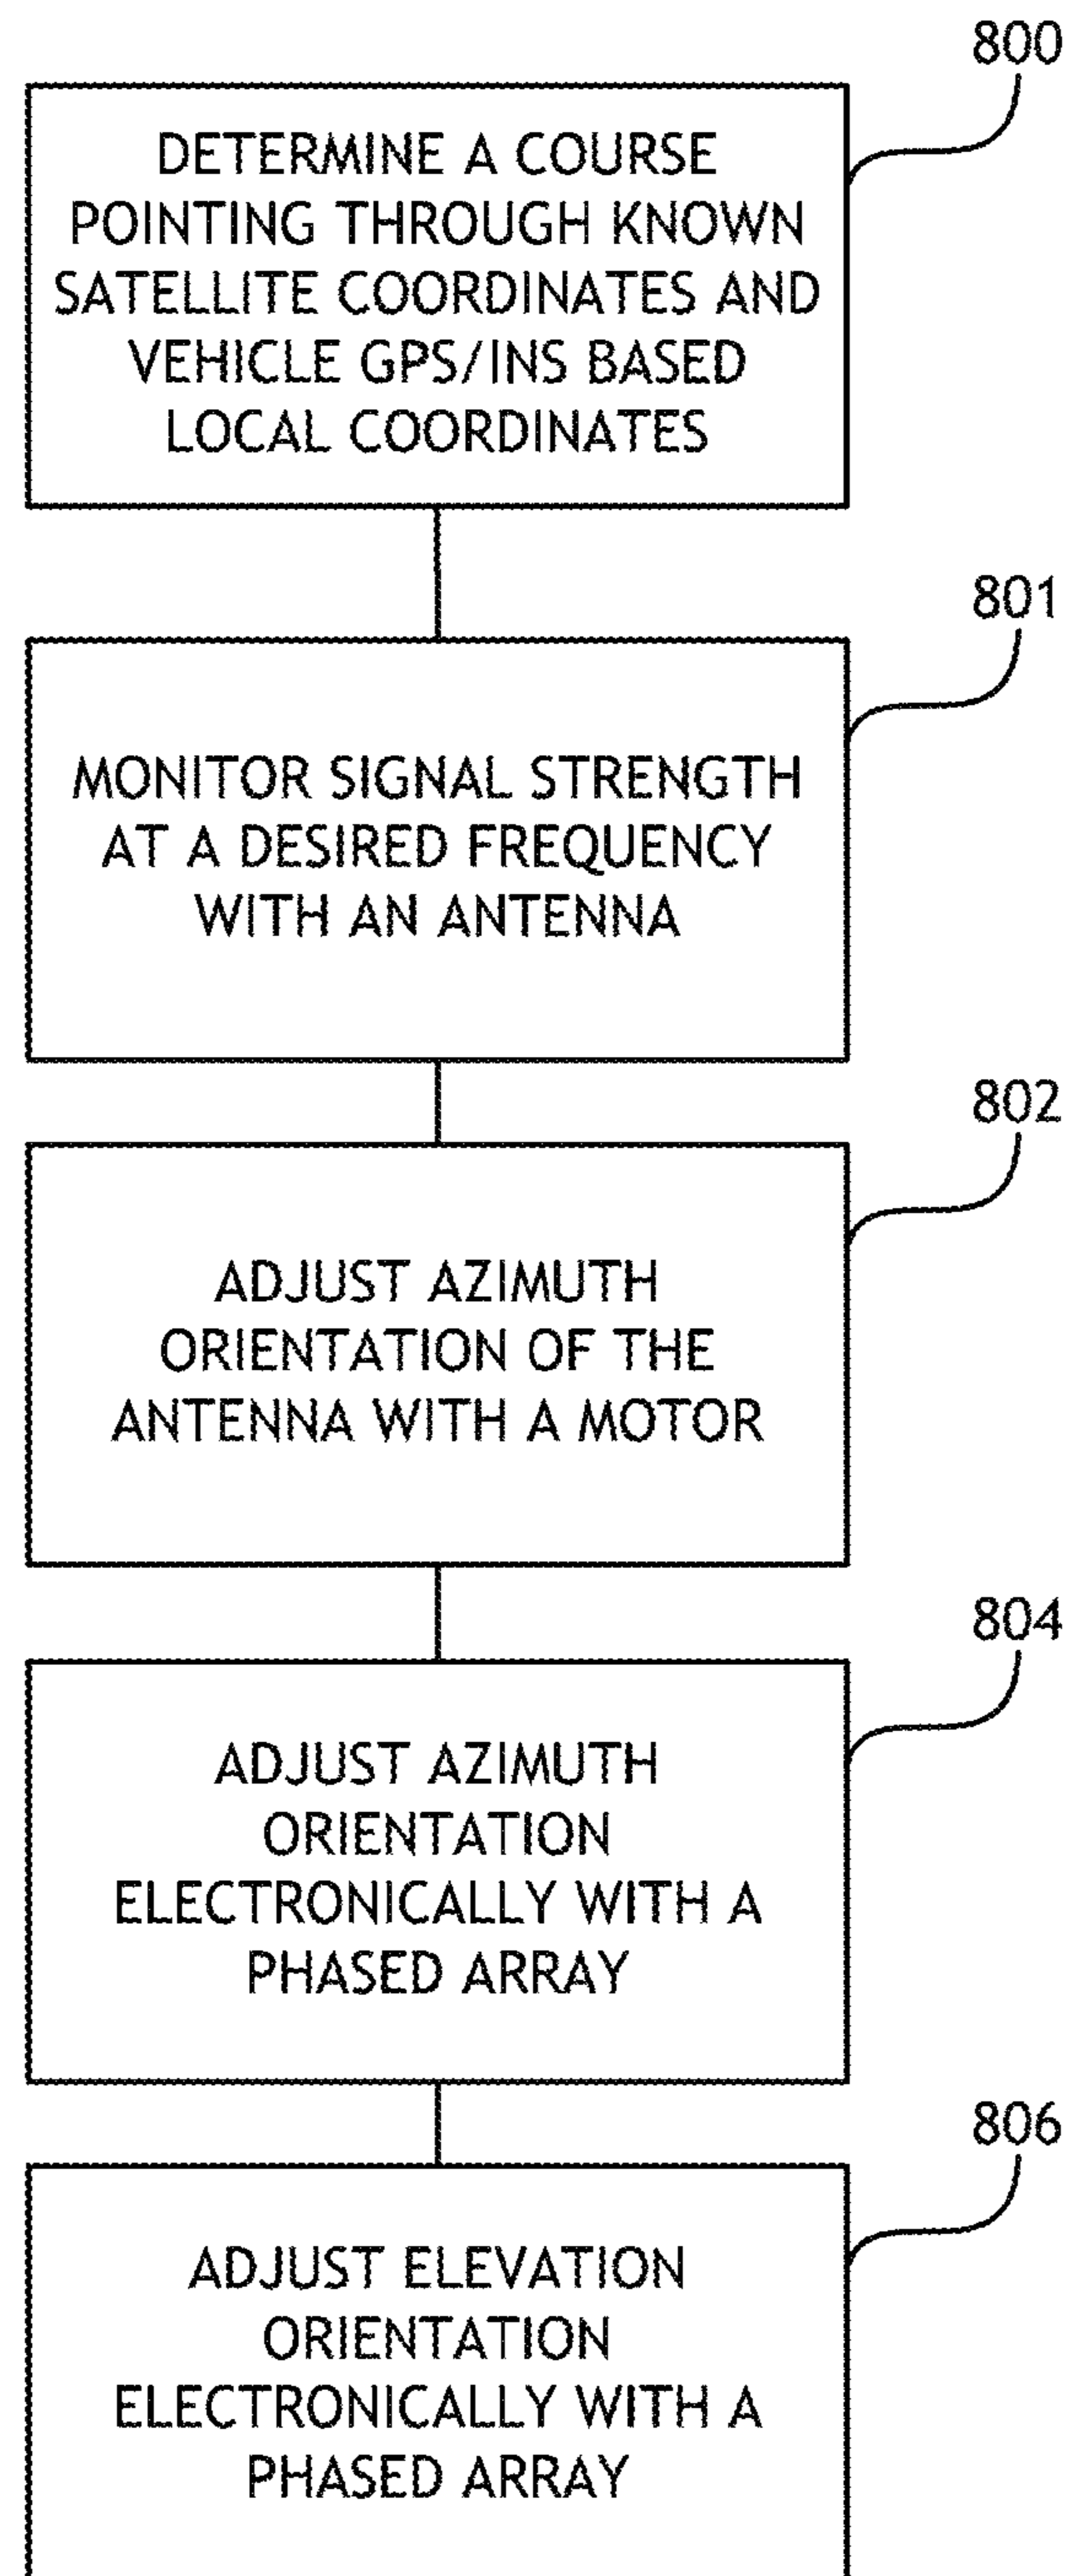 800
DETERMINE A COURSE
POINTING THROUGH KNOWN
SATELLITE COORDINATES AND
VEHICLE GPS/INS BASED
LOCAL COORDINATES
801
MONITOR SIGNAL STRENGTH
AT A DESIRED FREQUENCY
WITH AN ANTENNA
802
ADJUST AZIMUTH
ORIENTATION OF THE
ANTENNA WITH A MOTOR
804
ADJUST AZIMUTH
ORIENTATION
ELECTRONICALLY WITH A
PHASED ARRAY
806
ADJUST ELEVATION
ORIENTATION
ELECTRONICALLY WITH A
PHASED ARRAY